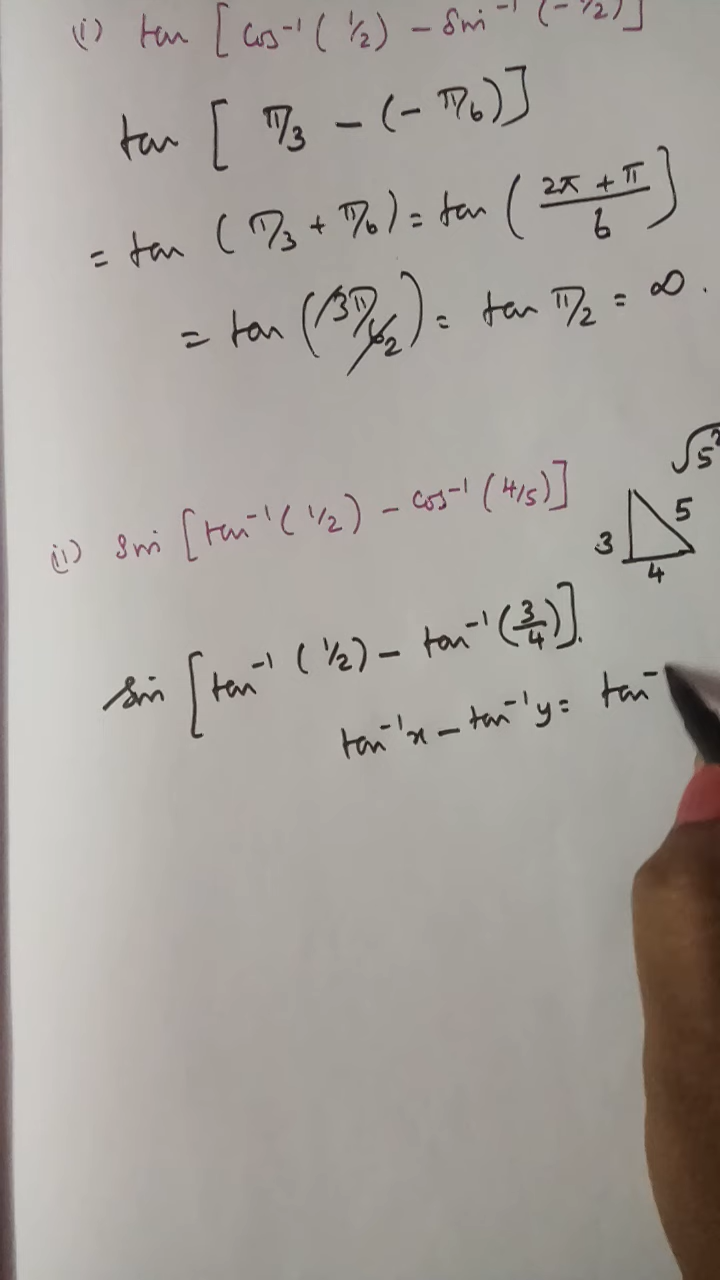 (i) tan [cos⁻¹(1/2) – sin⁻¹(-1/2)]
tan [π/3 – (-π/6)]
= tan (π/3 + π/6) = tan (2π + π / 6)
= tan (3π/6 2) = tan π/2 = ∞.
√5²
(ii) sin [tan⁻¹(1/2) – cos⁻¹(4/5)]
3 5
4
sin [tan⁻¹(1/2) – tan⁻¹(3/4)].
tan⁻¹x – tan⁻¹y = tan⁻